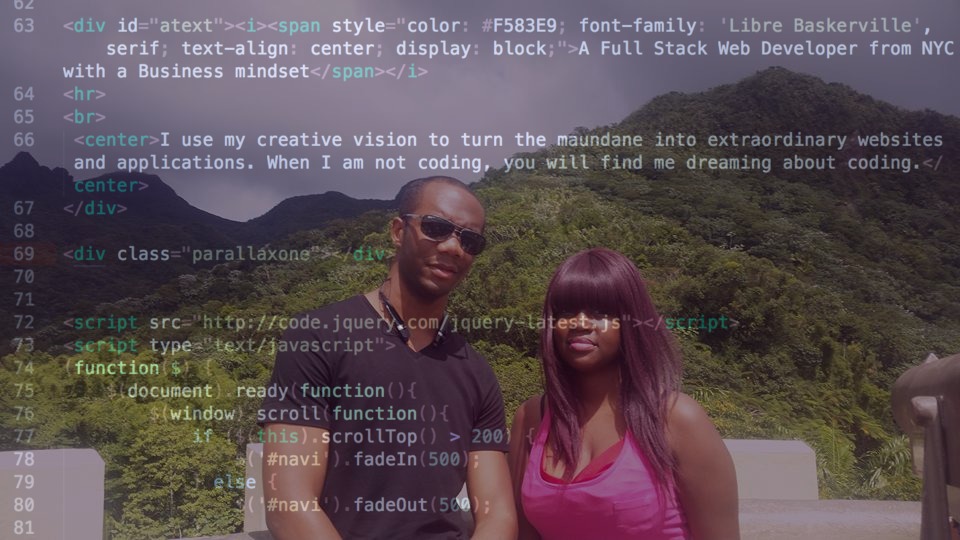 62
63 <div id="atext"><i><span style="color: #F583E9; font-family: 'Libre Baskerville',
serif; text-align: center; display: block;">A Full Stack Web Developer from NYC
with a Business mindset</span></i>
64 <hr>
65 <br>
66 <center>I use my creative vision to turn the maundane into extraordinary websites
and applications. When I am not coding, you will find me dreaming about coding.</
center>
67 </div>
68
69 <div class="parallaxone"></div>
70
71
72 <script src="http://code.jquery.com/jquery-latest.js"></script>
73 <script type="text/javascript">
74 (function($) {
75 $(document).ready(function(){
76 $(window).scroll(function(){
77 if ($(this).scrollTop() > 200) {
78 $('#navi').fadeIn(500);
79 } else {
80 $('#navi').fadeOut(500);
81